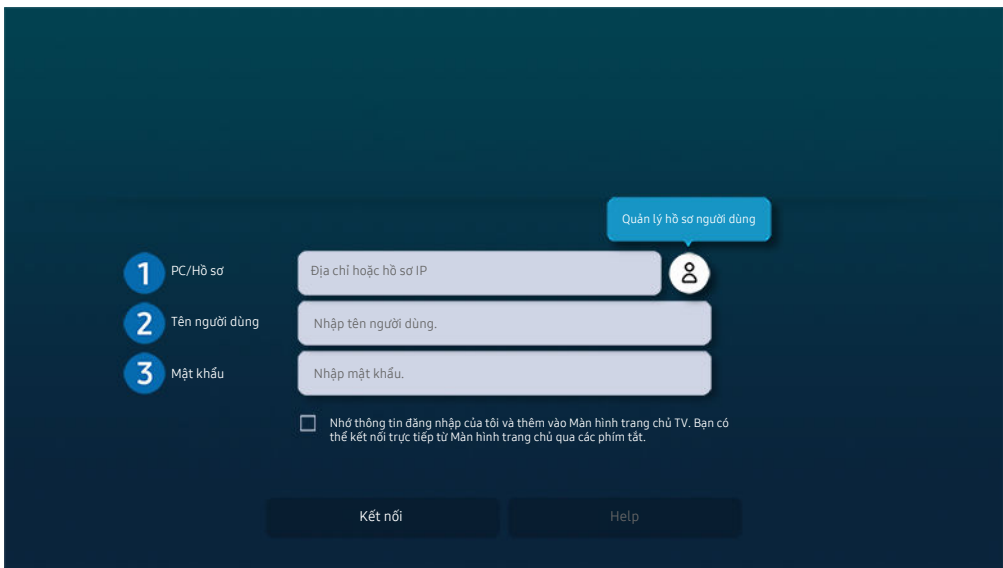 Quản lý hồ sơ người dùng
1 PC/Hồ sơ Địa chỉ hoặc hồ sơ IP
2 Tên người dùng Nhập tên người dùng.
3 Mật khẩu Nhập mật khẩu.
Nhớ thông tin đăng nhập của tôi và thêm vào Màn hình trang chủ TV. Bạn có
thể kết nối trực tiếp từ Màn hình trang chủ qua các phím tắt.
Kết nối Help